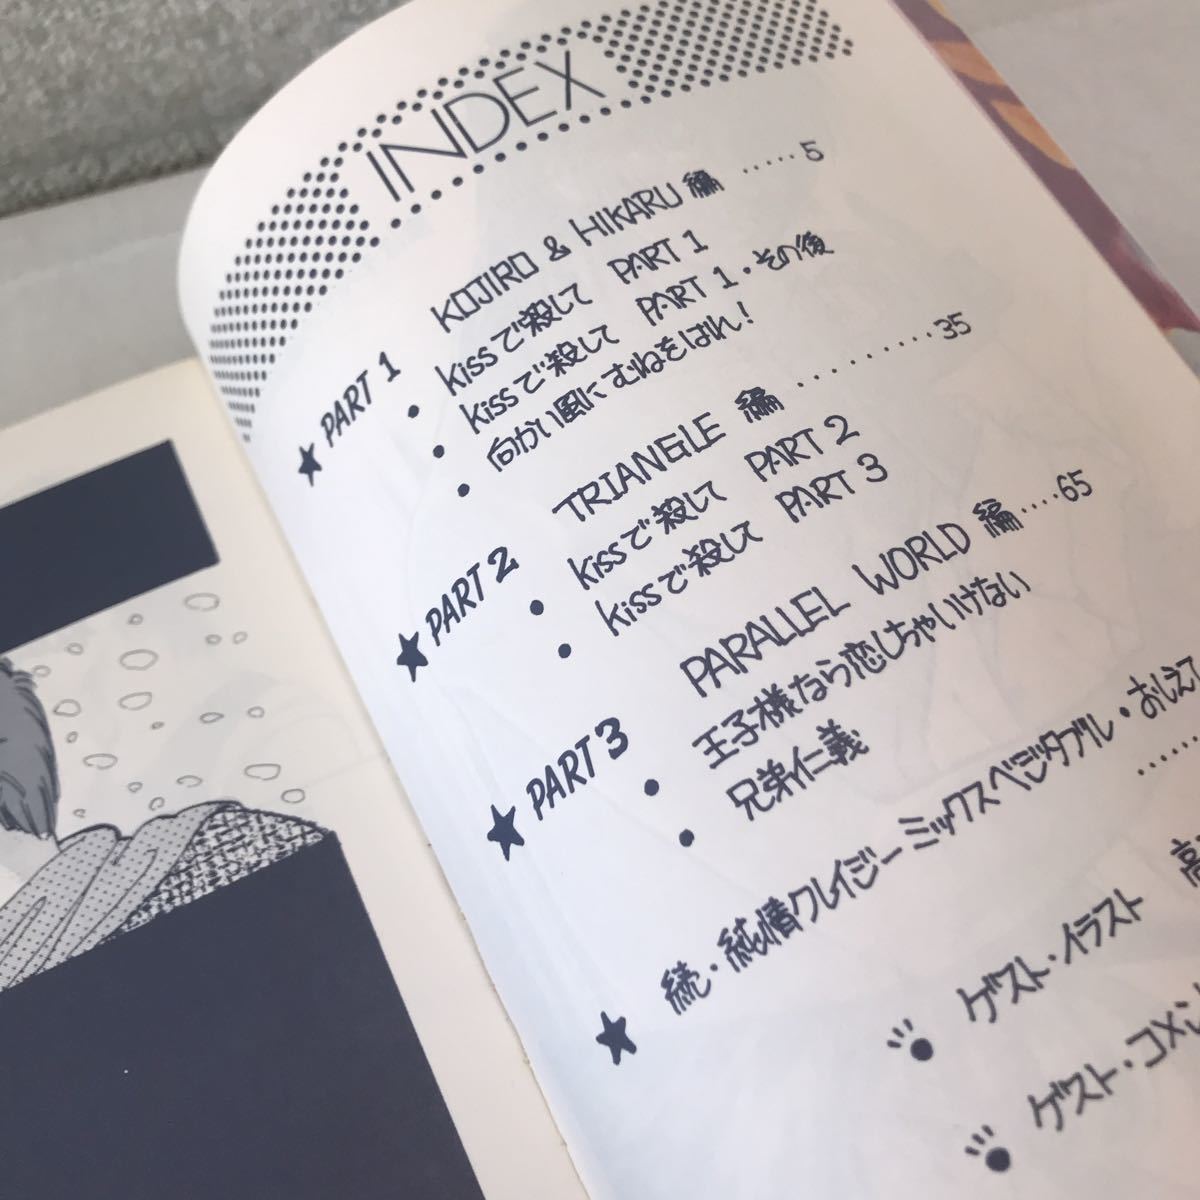 INDEX
★ PART 1 KOJIRO & HIKARU 編 ・・・・・5
・ kissで殺して PART 1
・ kissで殺して PART 1・その後
・ 向かい風にむねをはれ!
★ PART 2 TRIANGLE 編 ・・・・・・・・・35
・ kissで殺して PART 2
・ kissで殺して PART 3
★ PART 3 PARALLEL WORLD 編・・・・65
・ 王子様なら恋しちゃいけない
・ 兄弟仁義
★ 続・純情クレイジーミックスベジタブル・おしえて
・・・・・・
ゲスト・イラスト 高
ゲスト・コメン